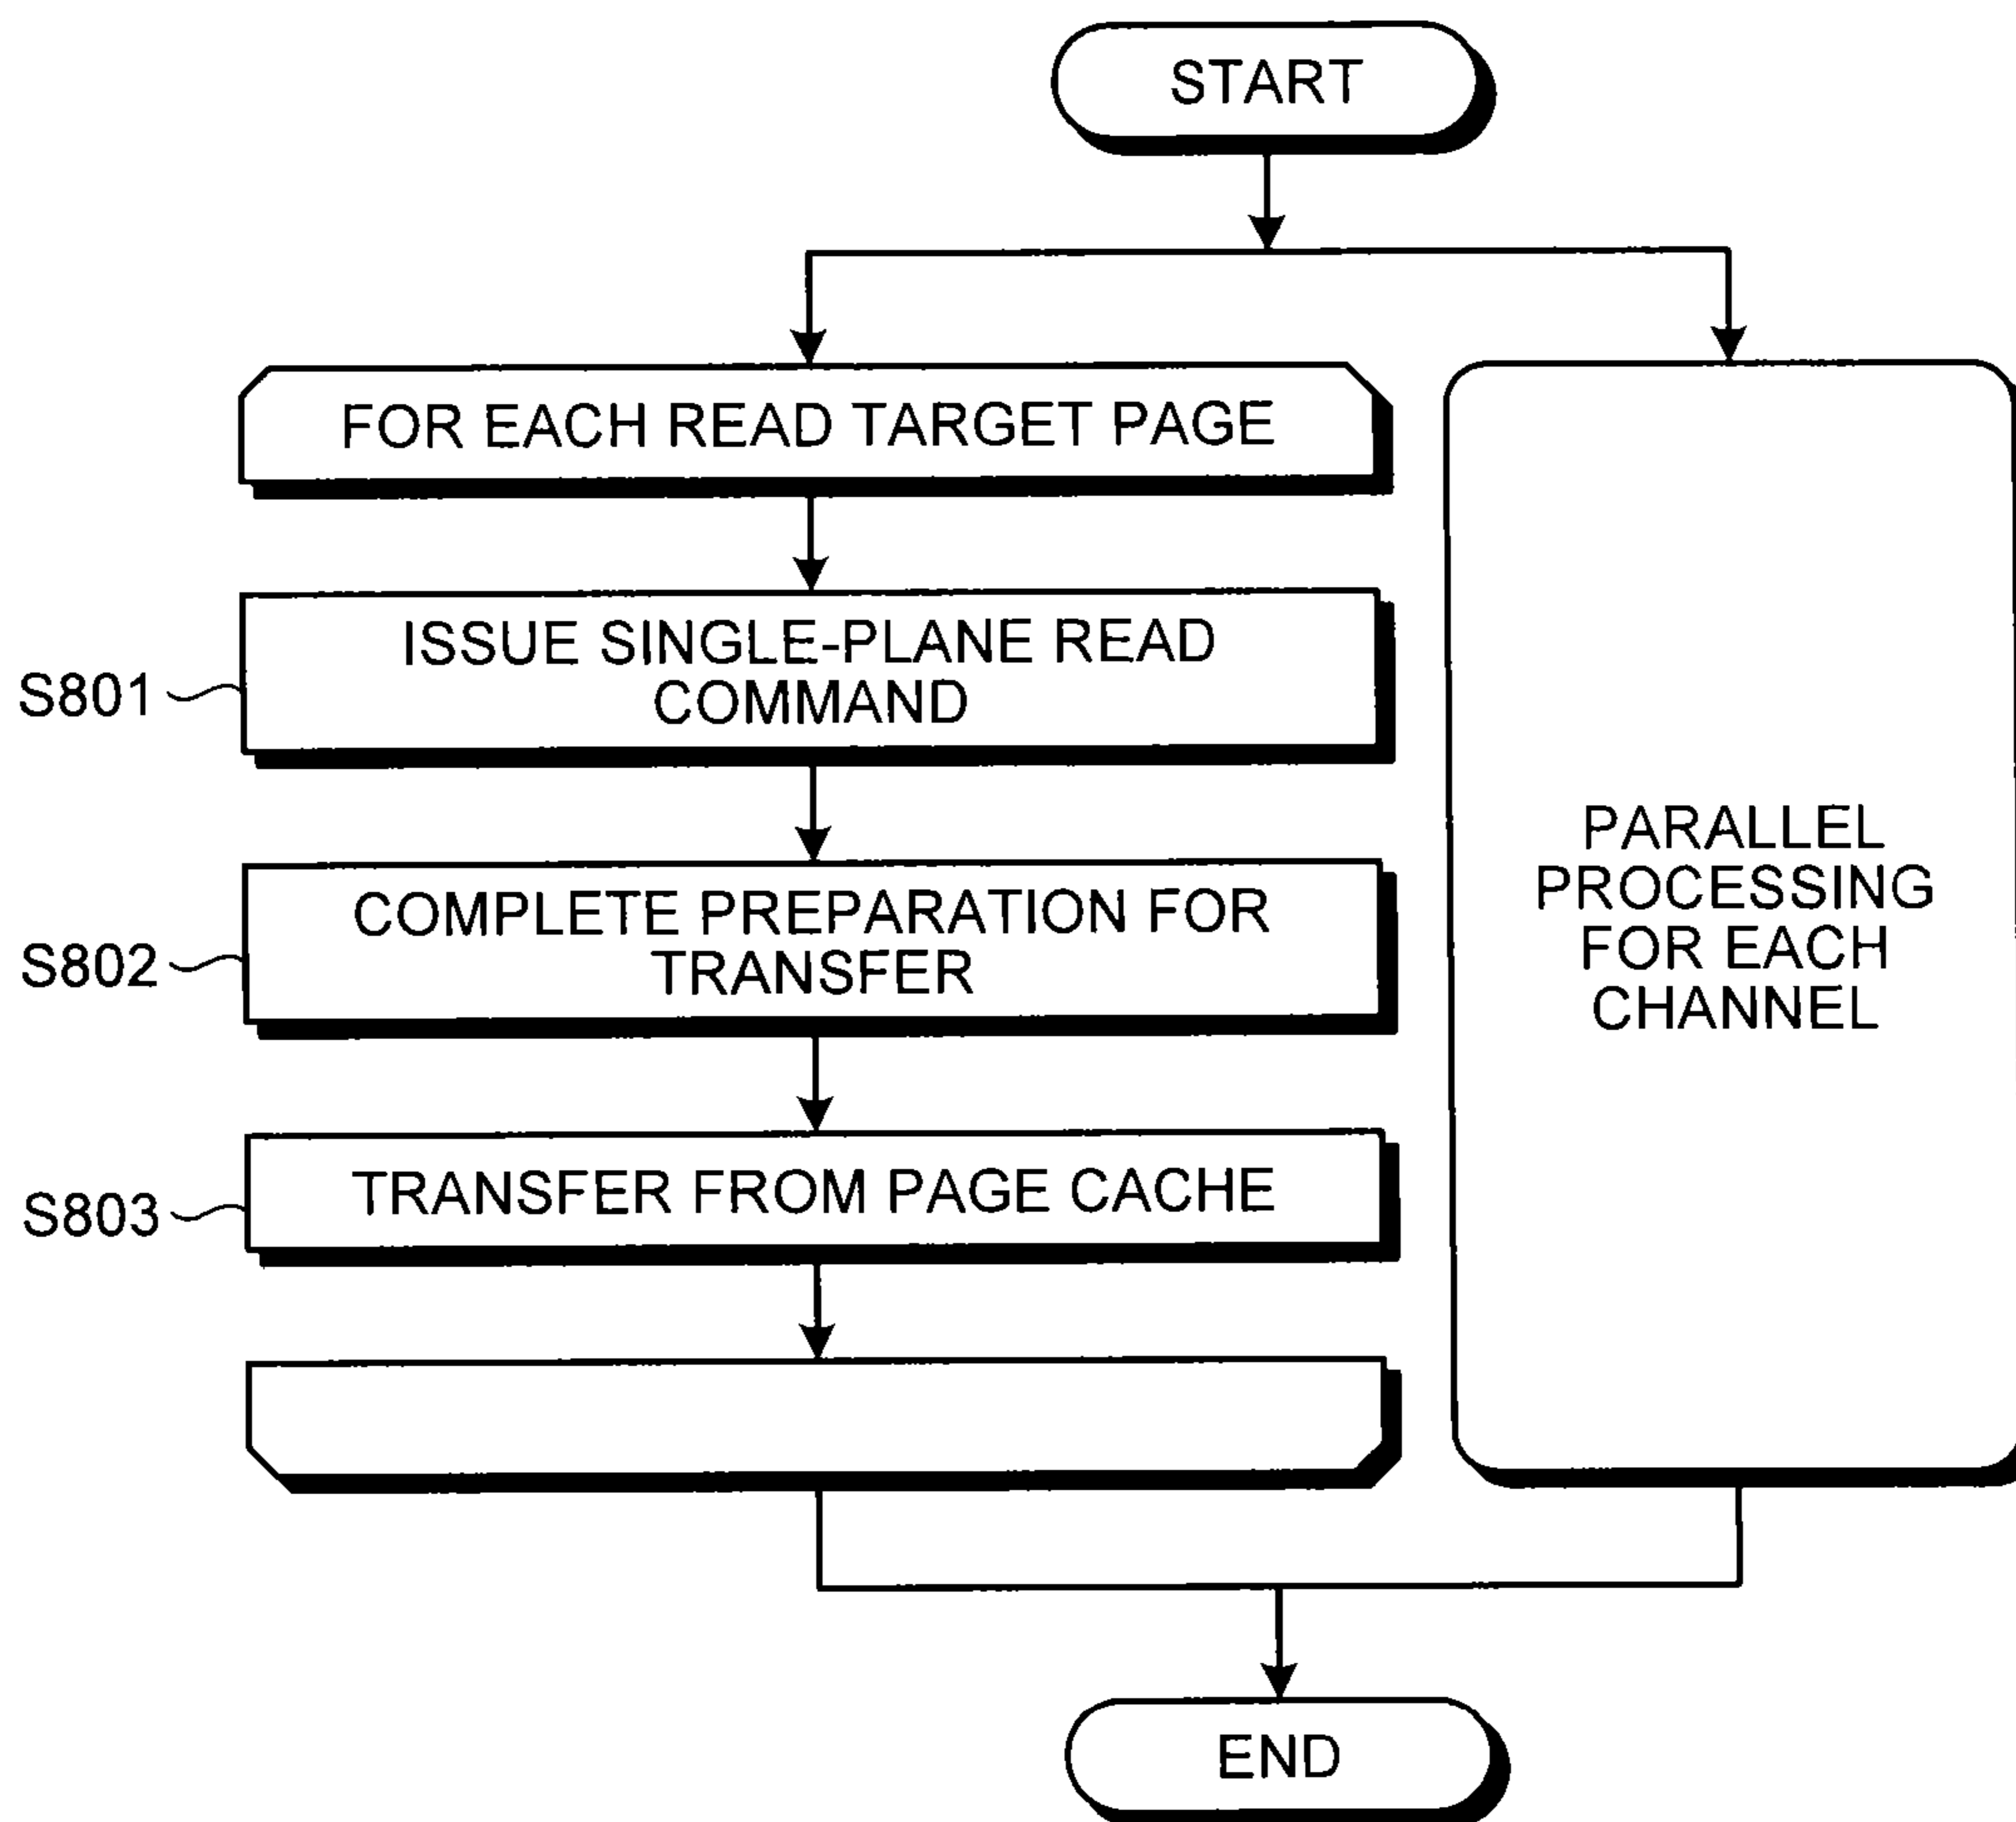 START
FOR EACH READ TARGET PAGE
S801
ISSUE SINGLE-PLANE READ
COMMAND
S802
COMPLETE PREPARATION FOR
TRANSFER
S803
TRANSFER FROM PAGE CACHE
PARALLEL
PROCESSING
FOR EACH
CHANNEL
END